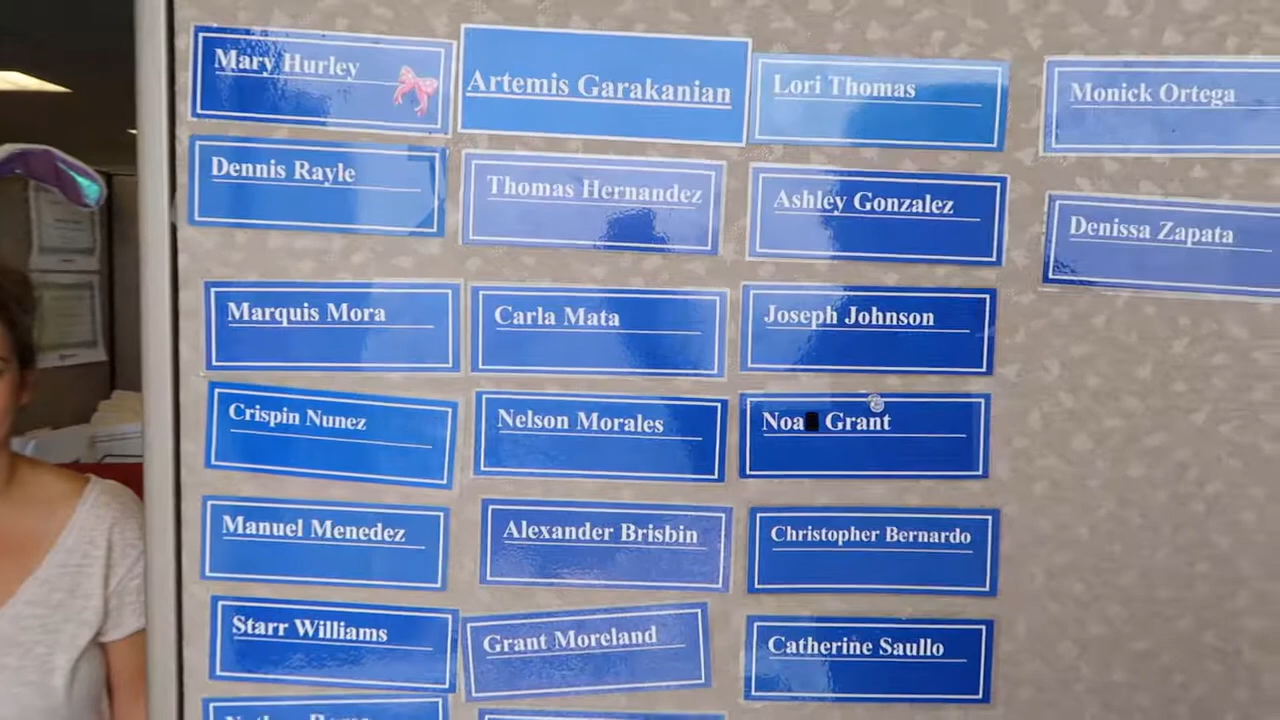 Mary Hurley
Artemis Garakanian
Lori Thomas
Monick Ortega
Dennis Rayle
Thomas Hernandez
Ashley Gonzalez
Denissa Zapata
Marquis Mora
Carla Mata
Joseph Johnson
Crispin Nunez
Nelson Morales
Noa Grant
Manuel Menedez
Alexander Brisbin
Christopher Bernardo
Starr Williams
Grant Moreland
Catherine Saullo